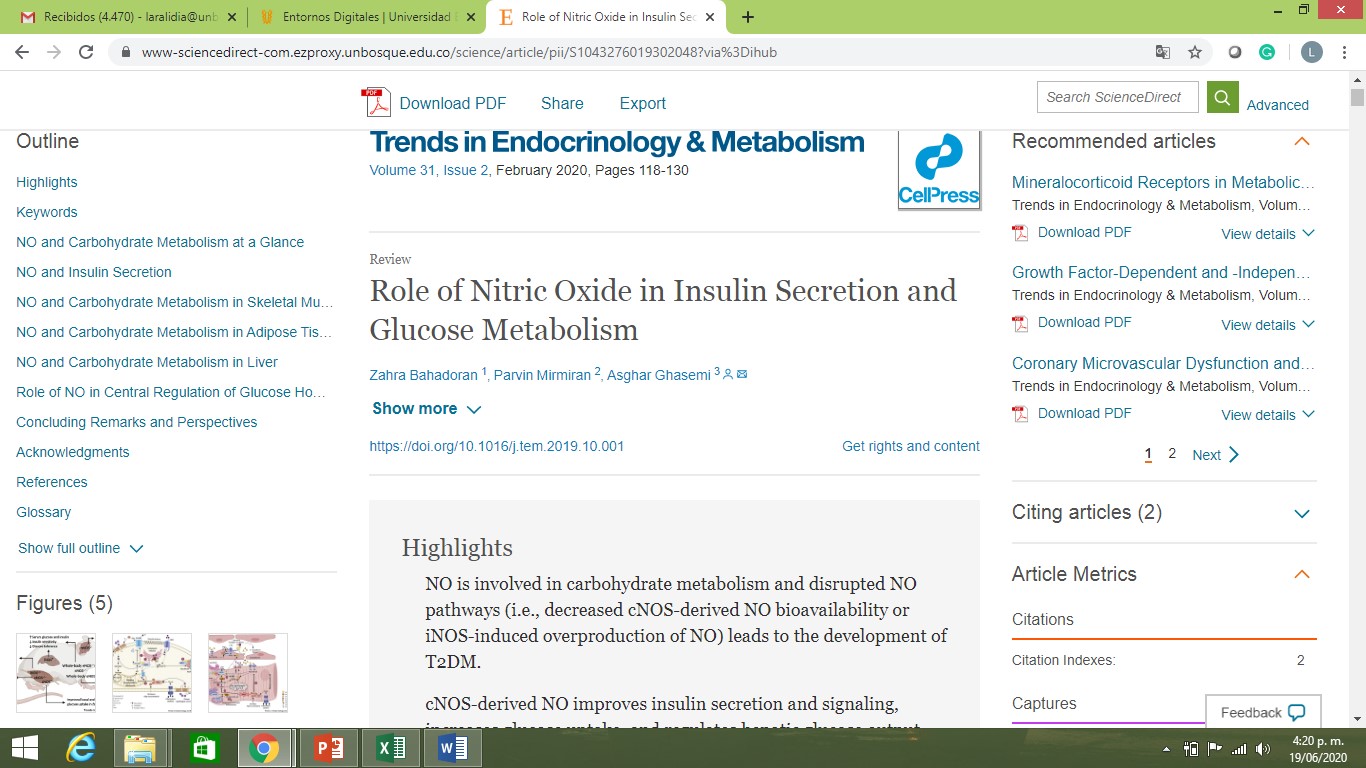 Recibidos (4.470) - laralidia@unb
Entornos Digitales | Universidad
Role of Nitric Oxide in Insulin Sec
www-sciencedirect-com.ezproxy.unbosque.edu.co/science/article/pii/S1043276019302048?via%3Dihub
L
Download PDF Share Export
Search ScienceDirect
Advanced
Outline
Highlights
Keywords
NO and Carbohydrate Metabolism at a Glance
NO and Insulin Secretion
NO and Carbohydrate Metabolism in Skeletal Mu…
NO and Carbohydrate Metabolism in Adipose Tis…
NO and Carbohydrate Metabolism in Liver
Role of NO in Central Regulation of Glucose Ho…
Concluding Remarks and Perspectives
Acknowledgments
References
Glossary
Show full outline
Figures (5)
Trends in Endocrinology & Metabolism
Volume 31, Issue 2, February 2020, Pages 118-130
CellPress
Review
Role of Nitric Oxide in Insulin Secretion and
Glucose Metabolism
Zahra Bahadoran 1, Parvin Mirmiran 2, Asghar Ghasemi 3
Show more
https://doi.org/10.1016/j.tem.2019.10.001
Get rights and content
Highlights
NO is involved in carbohydrate metabolism and disrupted NO
pathways (i.e., decreased cNOS-derived NO bioavailability or
iNOS-induced overproduction of NO) leads to the development of
T2DM.
cNOS-derived NO improves insulin secretion and signaling,
Recommended articles
Mineralocorticoid Receptors in Metabolic…
Trends in Endocrinology & Metabolism, Volum…
Download PDF View details
Growth Factor-Dependent and -Indepen…
Trends in Endocrinology & Metabolism, Volum…
Download PDF View details
Coronary Microvascular Dysfunction and…
Trends in Endocrinology & Metabolism, Volum…
Download PDF View details
1 2 Next
Citing articles (2)
Article Metrics
Citations
Citation Indexes: 2
Captures
Feedback
4:20 p. m.
19/06/2020